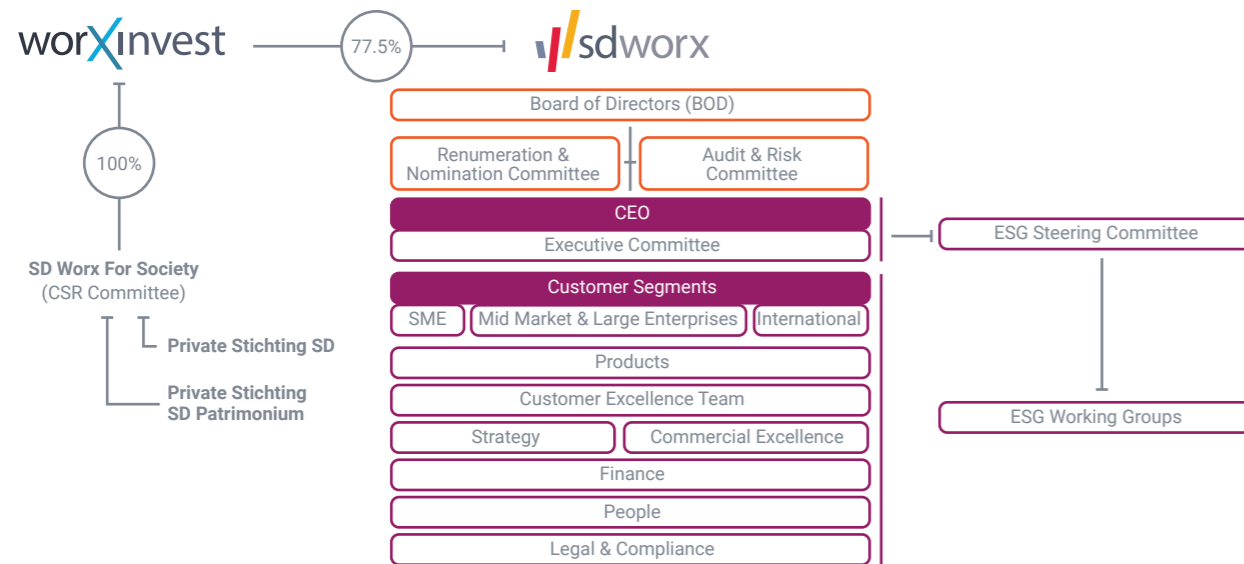 worXinvest
77.5%
sdworx
Board of Directors (BOD)
100%
Renumeration &
Nomination Committee
Audit & Risk
Committee
CEO
Executive Committee
ESG Steering Committee
SD Worx For Society
(CSR Committee)
Customer Segments
SME
Mid Market & Large Enterprises
International
Private Stichting SD
Products
Private Stichting
SD Patrimonium
Customer Excellence Team
ESG Working Groups
Strategy
Commercial Excellence
Finance
People
Legal & Compliance